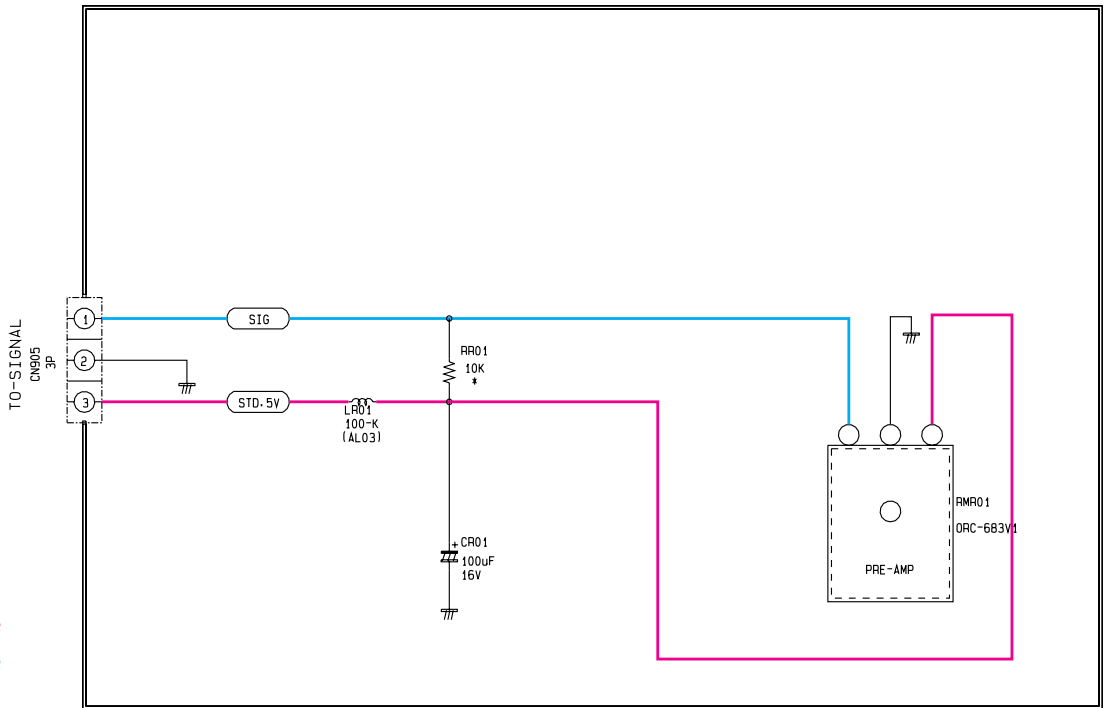 TO-SIGNAL
CN905
3P
1
SIG
2
3
STD.5V
RR01
10K
*
LR01
100-K
(AL03)
+
CR01
100uF
16V
RMR01
ORC-683V1
PRE-AMP